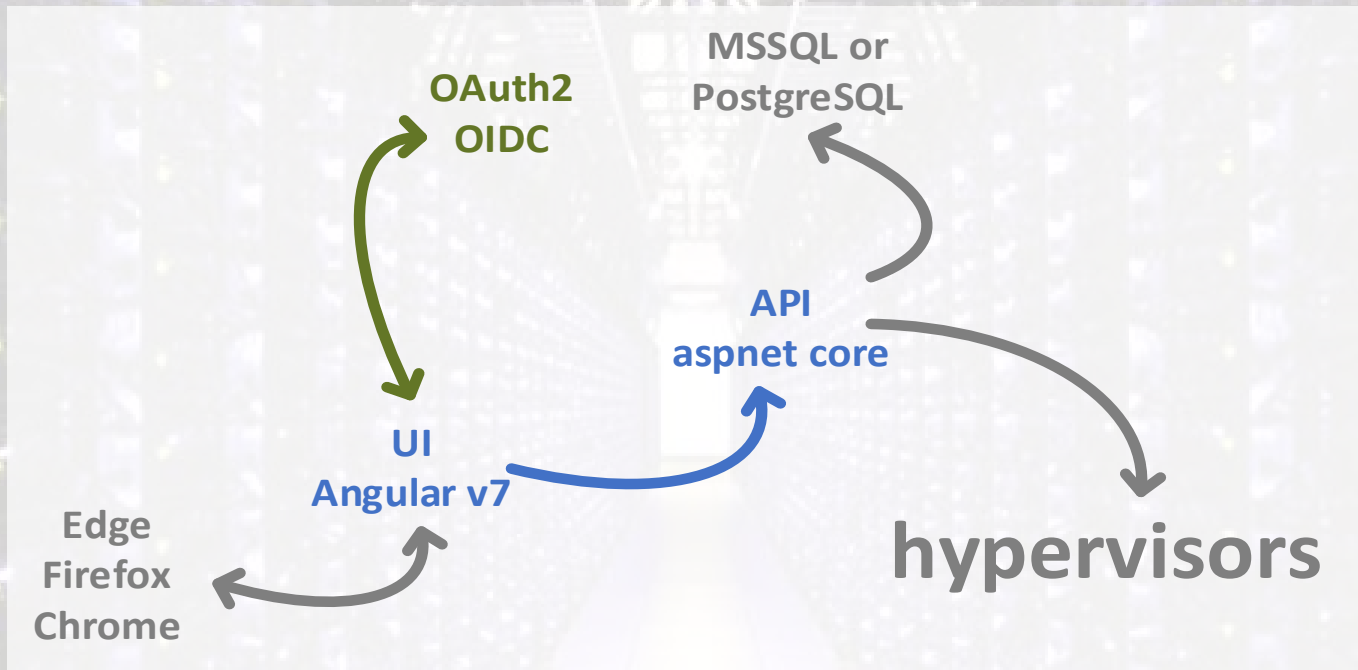 OAuth2
OIDC
MSSQL or
PostgreSQL
API
aspnet core
UI
Angular v7
Edge
Firefox
Chrome
hypervisors